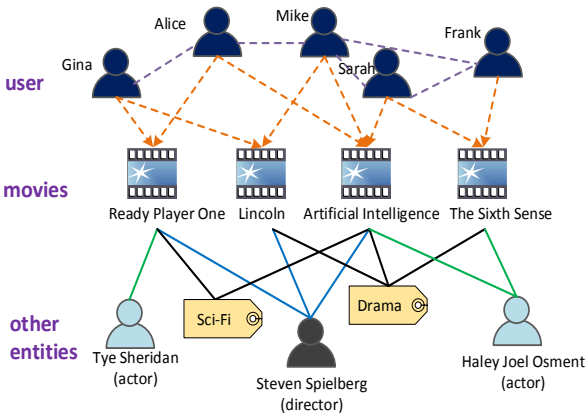 Mike
Alice
Frank
Gina
Sarah
user
movies
Ready Player One
Lincoln
Artificial Intelligence
The Sixth Sense
Sci-Fi
Drama
other
entities
Tye Sheridan
(actor)
Steven Spielberg
(director)
Haley Joel Osment
(actor)